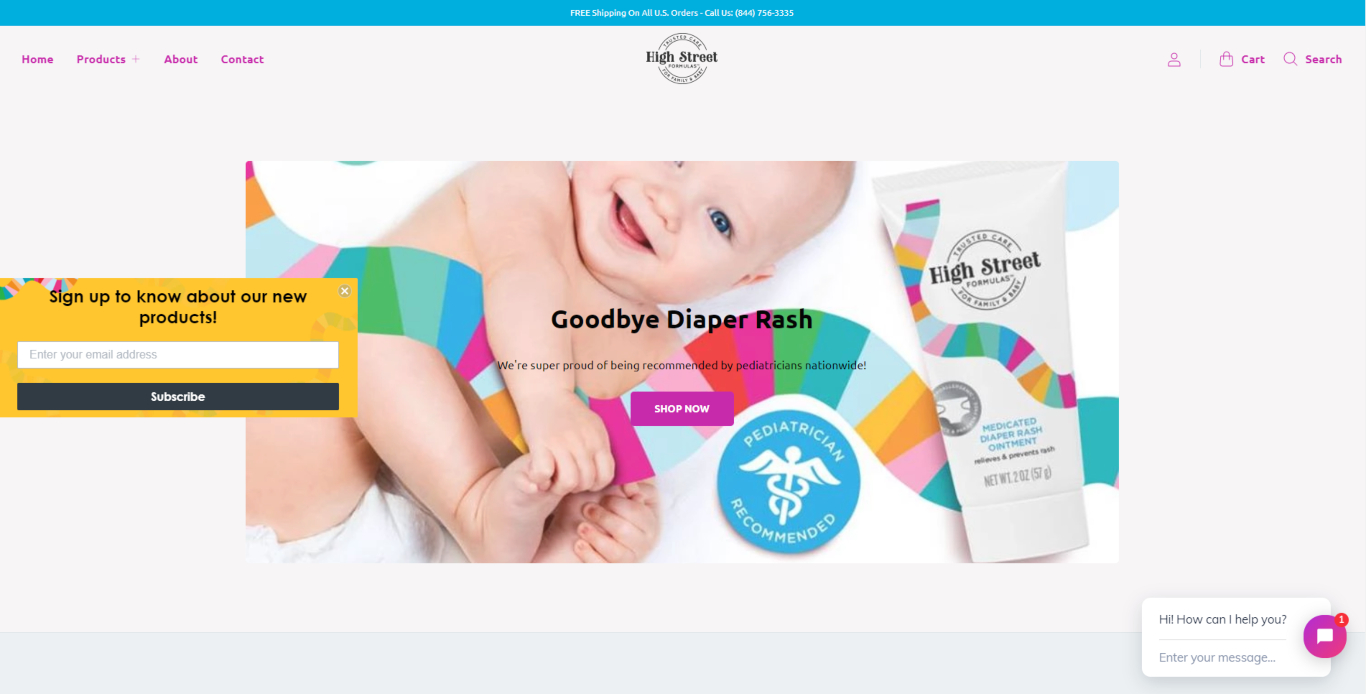 FREE Shipping On All U.S. Orders - Call Us: (844) 756-3335
Home
Products
About
Contact
TRUSTED CARE
High Street
FORMULAS™
FOR FAMILY & BABY
Cart
Search
TRUSTED CARE
High Street
FORMULAS™
FOR FAMILY & BABY
Goodbye Diaper Rash
We're super proud of being recommended by pediatricians nationwide!
SHOP NOW
PEDIATRICIAN
RECOMMENDED
MEDICATED
DIAPER RASH
OINTMENT
relieves & prevents rash
NET WT. 2 OZ (57 g)
Sign up to know about our new
products!
Enter your email address
Subscribe
Hi! How can I help you?
1
Enter your message...